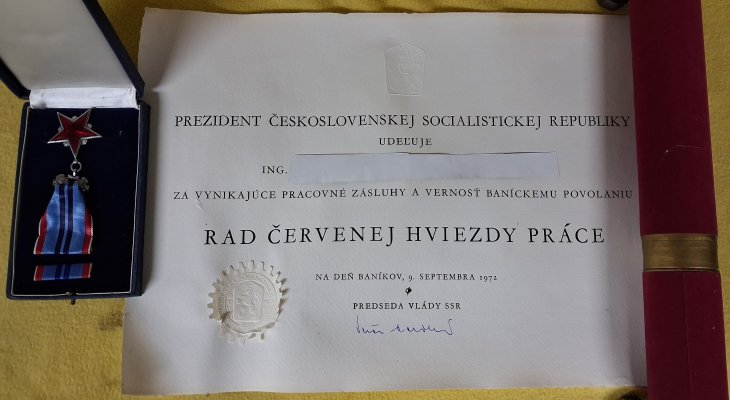 PREZIDENT ČESKOSLOVENSKEJ SOCIALISTICKEJ REPUBLIKY
UDEĽUJE
ING.
ZA VYNIKAJÚCE PRACOVNÉ ZÁSLUHY A VERNOSŤ BANÍCKEMU POVOLANIU
RAD ČERVENEJ HVIEZDY PRÁCE
NA DEŇ BANÍKOV, 9. SEPTEMBRA 1972
PREDSEDA VLÁDY SSR